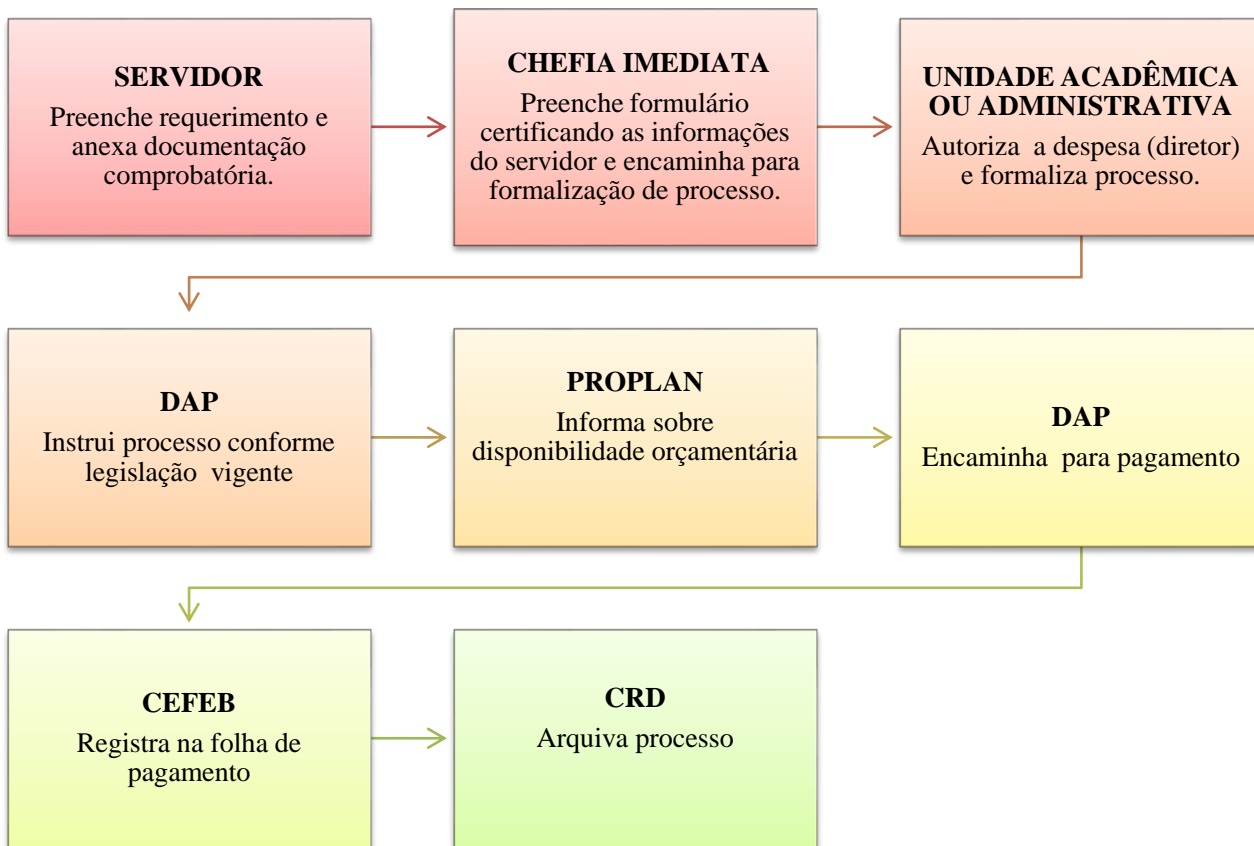 SERVIDOR
Preenche requerimento e
anexa documentação
comprobatória.
CHEFIA IMEDIATA
Preenche formulário
certificando as informações
do servidor e encaminha para
formalização de processo.
UNIDADE ACADÊMICA
OU ADMINISTRATIVA
Autoriza a despesa (diretor)
e formaliza processo.
DAP
Instrui processo conforme
legislação vigente
PROPLAN
Informa sobre
disponibilidade orçamentária
DAP
Encaminha para pagamento
CEFEB
Registra na folha de
pagamento
CRD
Arquiva processo